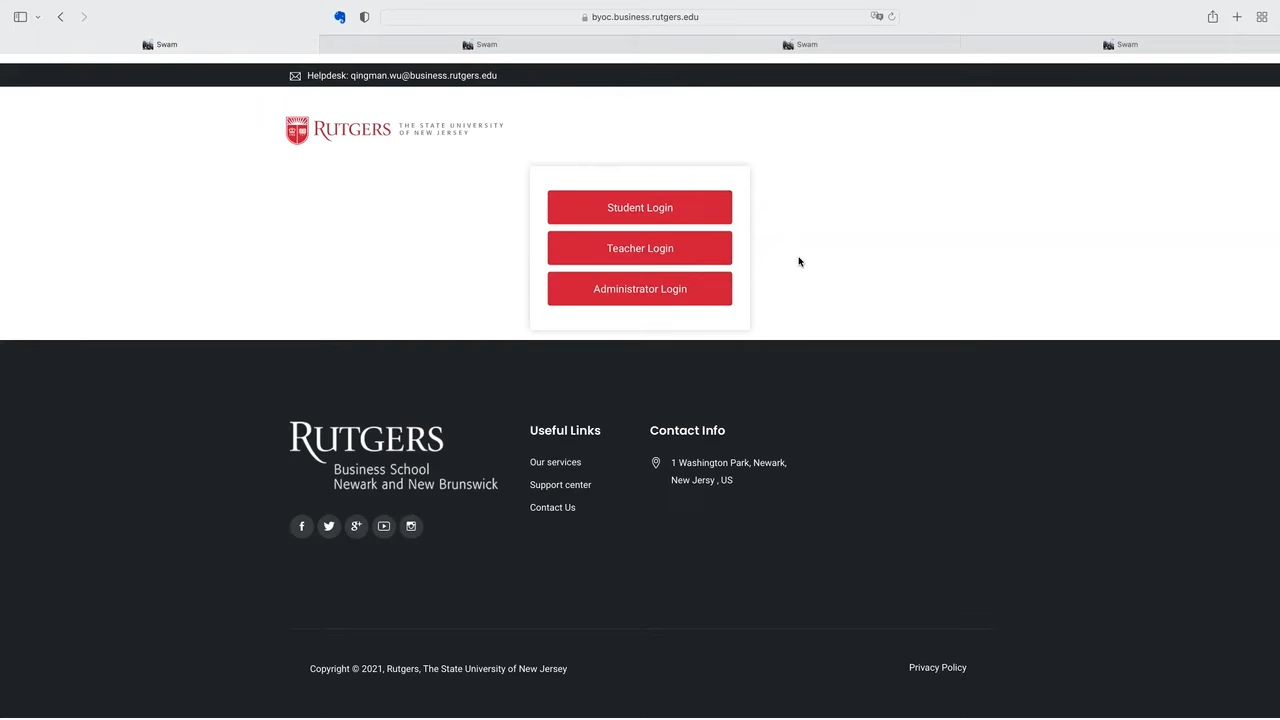 byoc.business.rutgers.edu
Swam
Swam
Swam
Swam
Helpdesk: qingman.wu@business.rutgers.edu
RUTGERS THE STATE UNIVERSITY
OF NEW JERSEY
Student Login
Teacher Login
Administrator Login
RUTGERS
Business School
Newark and New Brunswick
Useful Links
Our services
Support center
Contact Us
Contact Info
1 Washington Park, Newark,
New Jersy , US
Copyright © 2021, Rutgers, The State University of New Jersey
Privacy Policy